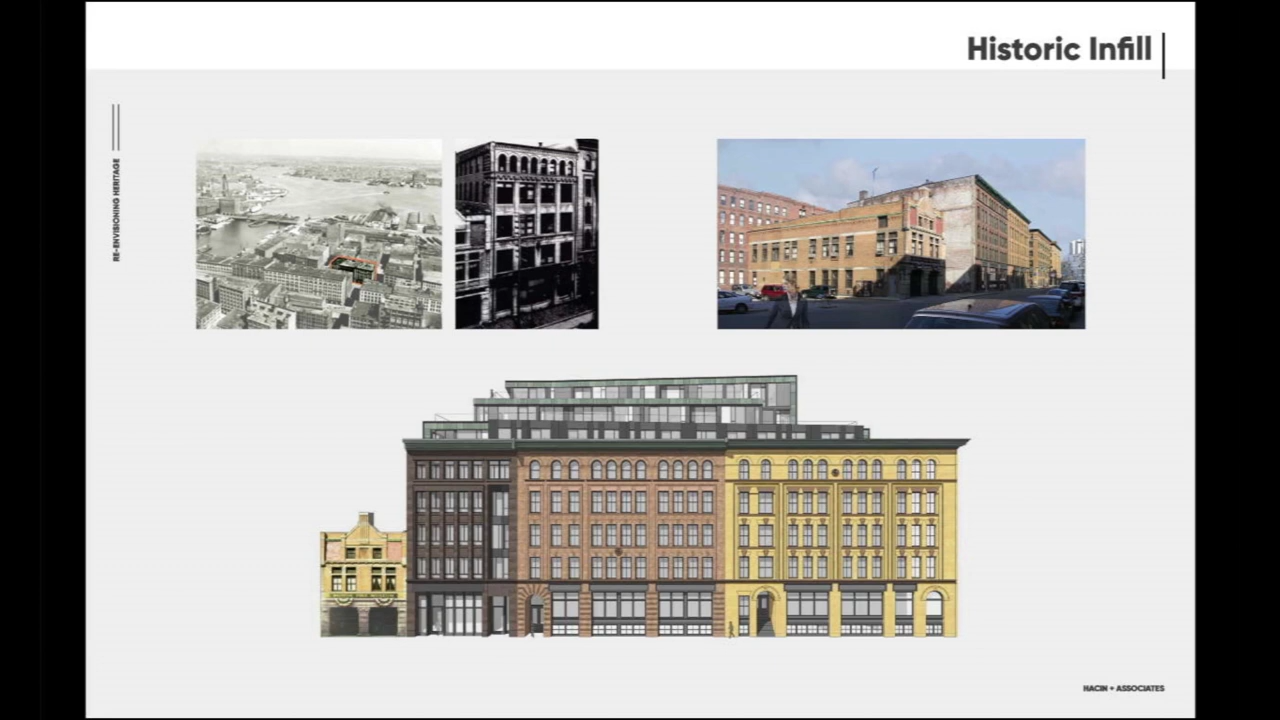 Historic Infill
RE-ENVISIONING HERITAGE
HACIN + ASSOCIATES